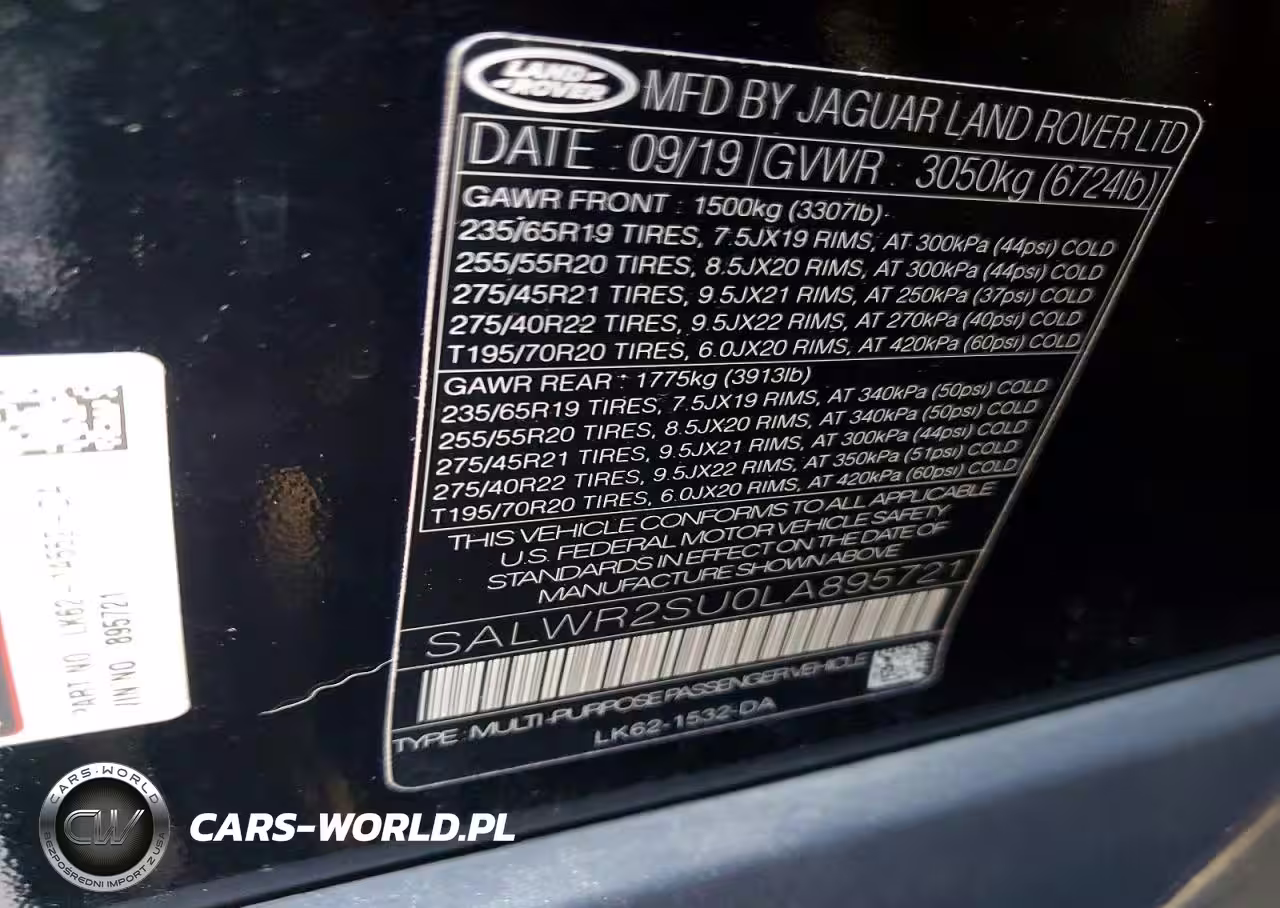 LAND-
-ROVER
MFD BY JAGUAR LAND ROVER LTD
DATE : 09/19 GVWR : 3050kg (6724lb)
GAWR FRONT : 1500kg (3307lb)
235/65R19 TIRES, 7.5JX19 RIMS, AT 300kPa (44psi) COLD
255/55R20 TIRES, 8.5JX20 RIMS, AT 300kPa (44psi) COLD
275/45R21 TIRES, 9.5JX21 RIMS, AT 250kPa (37psi) COLD
275/40R22 TIRES, 9.5JX22 RIMS, AT 270kPa (40psi) COLD
T195/70R20 TIRES, 6.0JX20 RIMS, AT 420kPa (60psi) COLD
GAWR REAR : 1775kg (3913lb)
235/65R19 TIRES, 7.5JX19 RIMS, AT 340kPa (50psi) COLD
255/55R20 TIRES, 8.5JX20 RIMS, AT 340kPa (50psi) COLD
275/45R21 TIRES, 9.5JX21 RIMS, AT 300kPa (44psi) COLD
275/40R22 TIRES, 9.5JX22 RIMS, AT 350kPa (51psi) COLD
T195/70R20 TIRES, 6.0JX20 RIMS, AT 420kPa (60psi) COLD
THIS VEHICLE CONFORMS TO ALL APPLICABLE
U.S. FEDERAL MOTOR VEHICLE SAFETY
STANDARDS IN EFFECT ON THE DATE OF
MANUFACTURE SHOWN ABOVE
SALWR2SU0LA895721
TYPE : MULTI-PURPOSE PASSENGER VEHICLE
LK62-1532-DA
PART NO LK62-
VIN NO 895721
CARS-WORLD
CW
BEZPOŚREDNI IMPORT Z USA
CARS-WORLD.PL